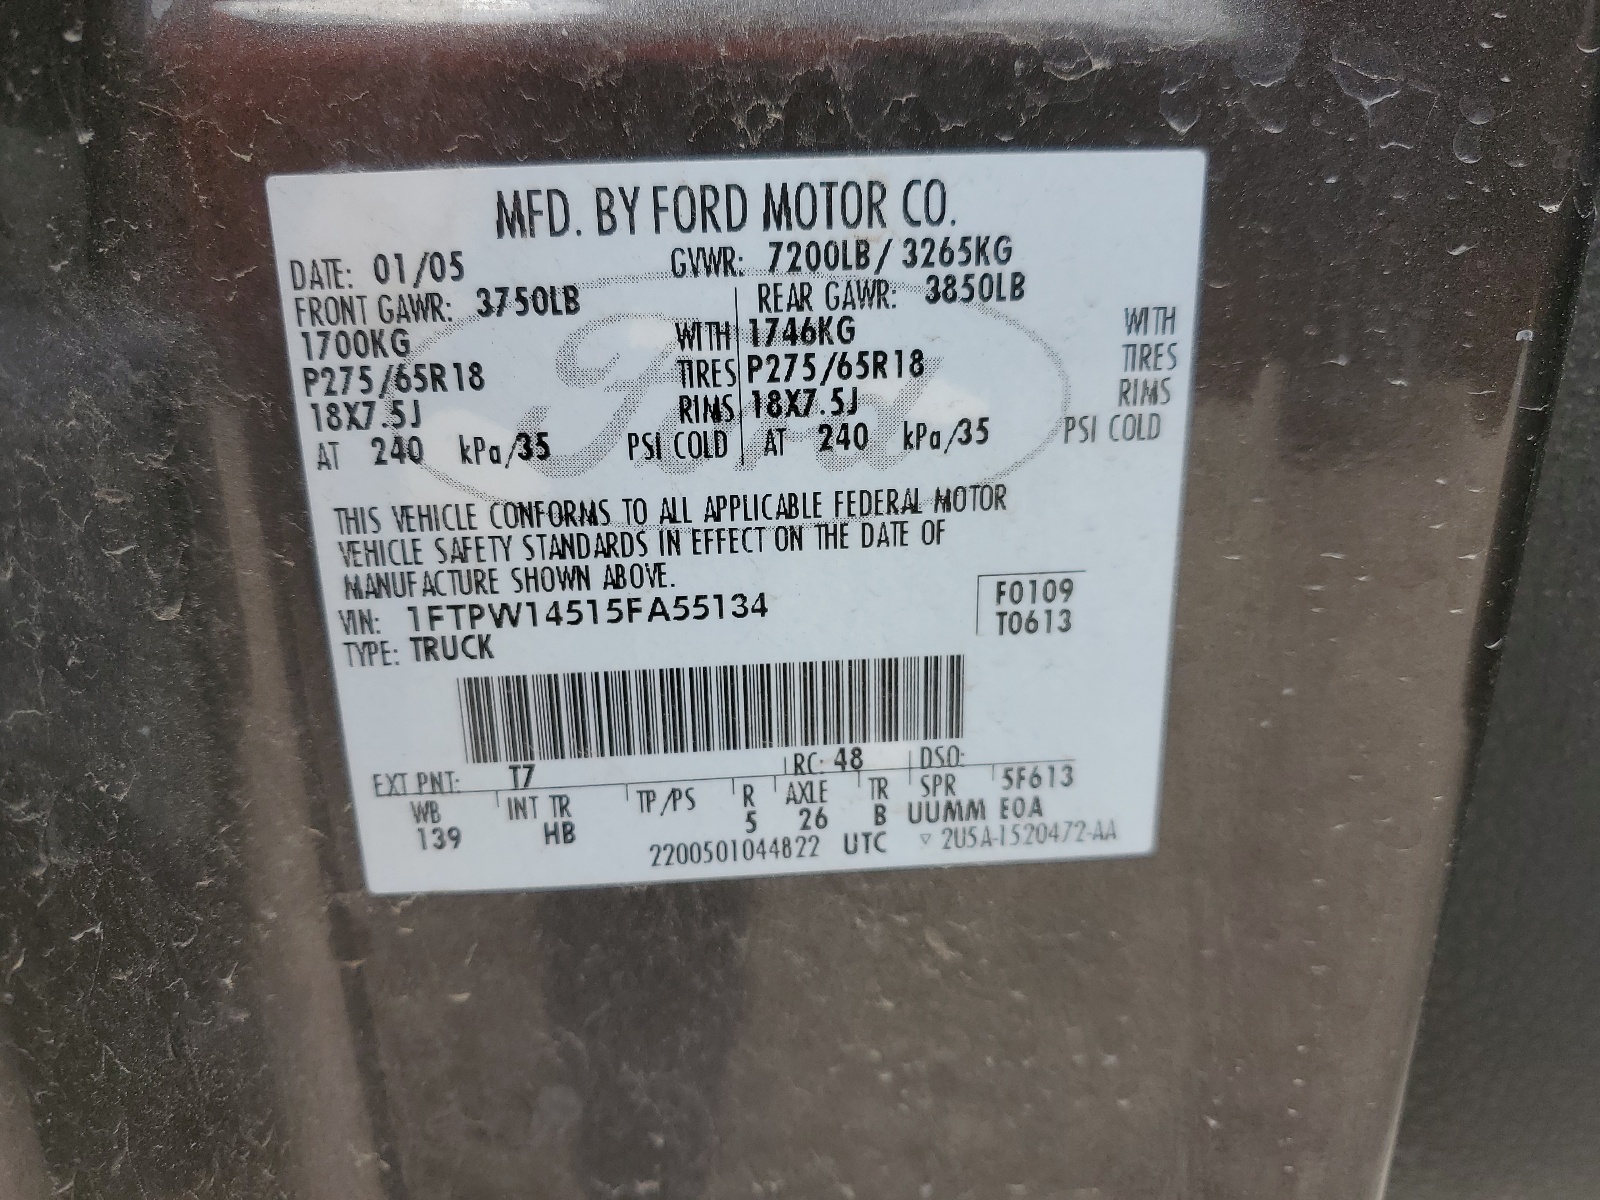 MFD. BY FORD MOTOR CO.
DATE: 01/05 GVWR: 7200LB/ 3265KG
FRONT GAWR: 3750LB REAR GAWR: 3850LB
1700KG WITH 1746KG WITH
P275/65R18 TIRES P275/65R18 TIRES
18X7.5J RIMS 18X7.5J RIMS
AT 240 kPa/35 PSI COLD AT 240 kPa/35 PSI COLD
Ford
THIS VEHICLE CONFORMS TO ALL APPLICABLE FEDERAL MOTOR
VEHICLE SAFETY STANDARDS IN EFFECT ON THE DATE OF
MANUFACTURE SHOWN ABOVE.
VIN: 1FTPW14515FA55134 F0109
TYPE: TRUCK T0613
EXT PNT: T7 RC: 48 DSO:
WB INT TR TP/PS R AXLE TR SPR 5F613
139 HB 5 26 B UUMM E0A
2200501044822 UTC ▽ 2U5A-1520472-AA